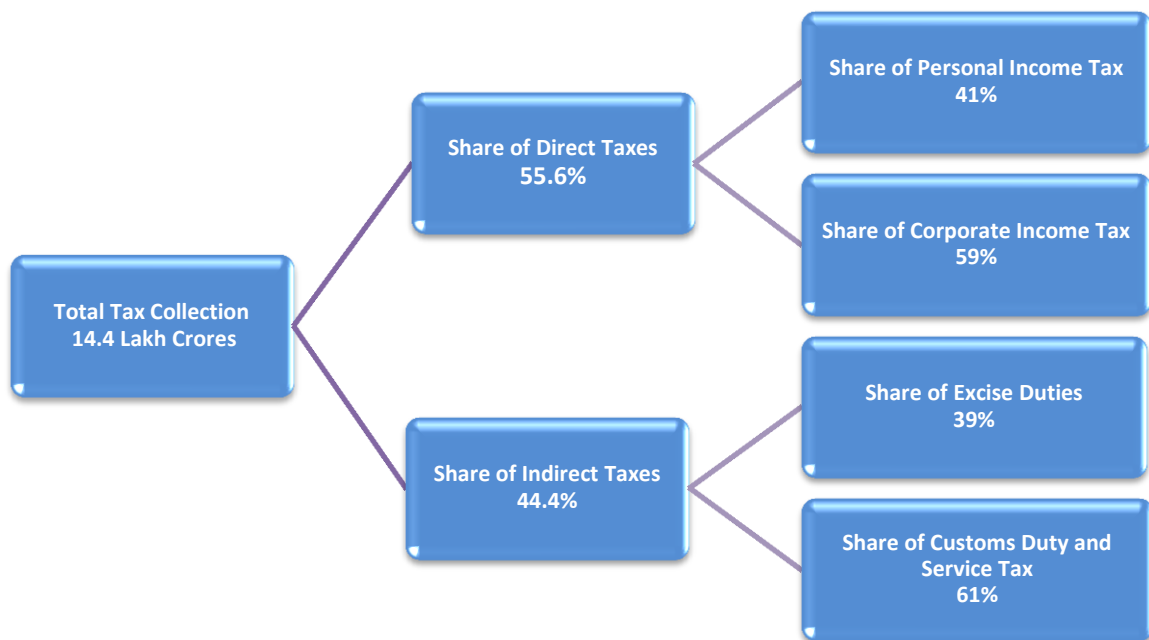 Total Tax Collection
14.4 Lakh Crores
Share of Direct Taxes
55.6%
Share of Personal Income Tax
41%
Share of Corporate Income Tax
59%
Share of Indirect Taxes
44.4%
Share of Excise Duties
39%
Share of Customs Duty and
Service Tax
61%